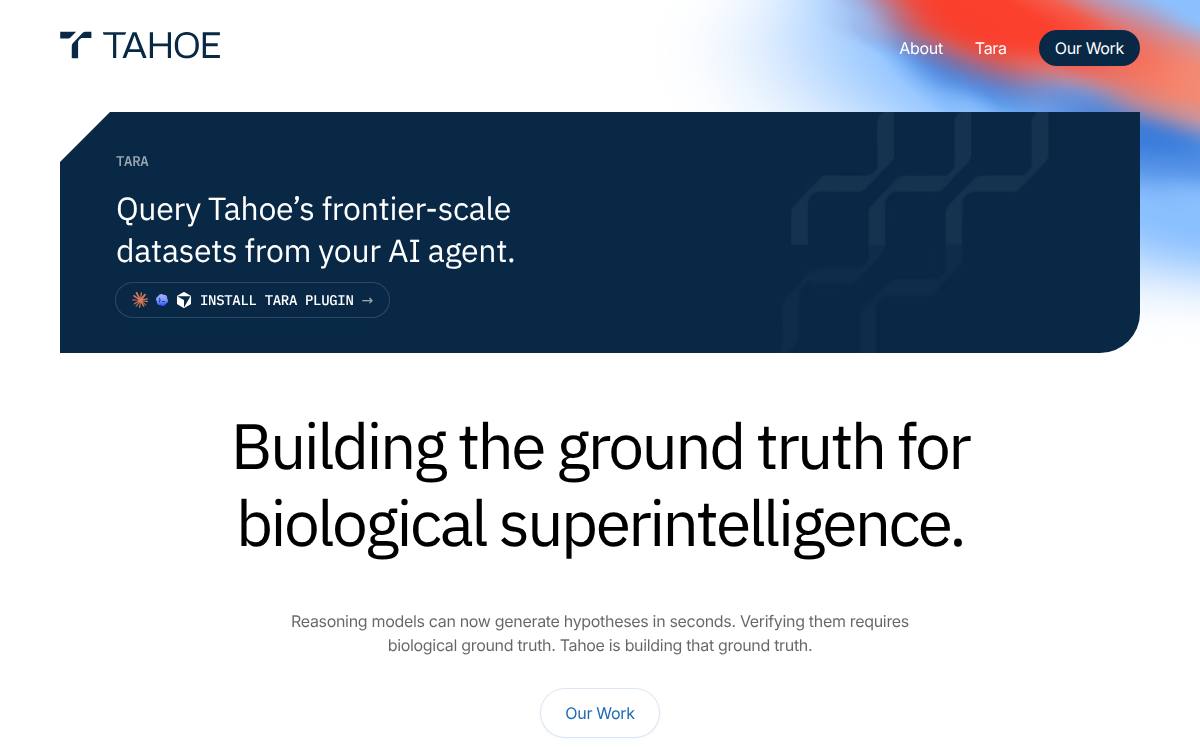 TAHOE
About
Tara
Our Work
TARA
Query Tahoe’s frontier-scale
datasets from your AI agent.
INSTALL TARA PLUGIN →
Building the ground truth for
biological superintelligence.
Reasoning models can now generate hypotheses in seconds. Verifying them requires
biological ground truth. Tahoe is building that ground truth.
Our Work